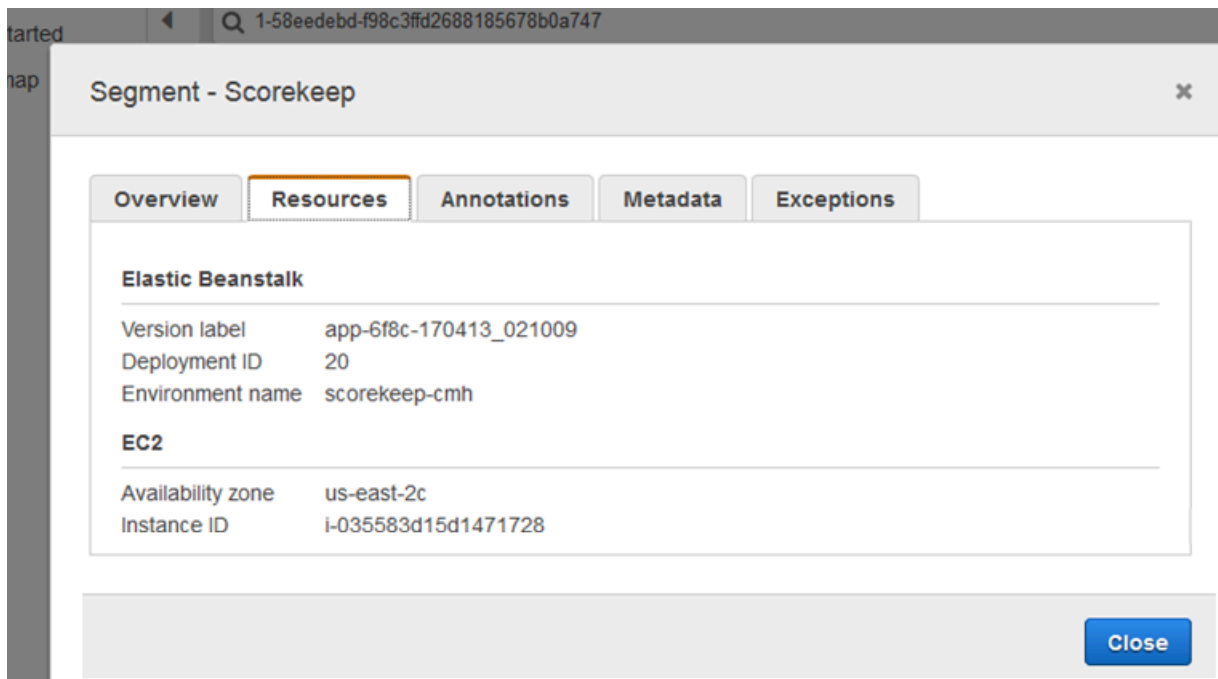 tarted
1-58eedebd-f98c3ffd2688185678b0a747
Segment - Scorekeep
Overview Resources Annotations Metadata Exceptions
Elastic Beanstalk
Version label app-6f8c-170413_021009
Deployment ID 20
Environment name scorekeep-cmh
EC2
Availability zone us-east-2c
Instance ID i-035583d15d1471728
Close